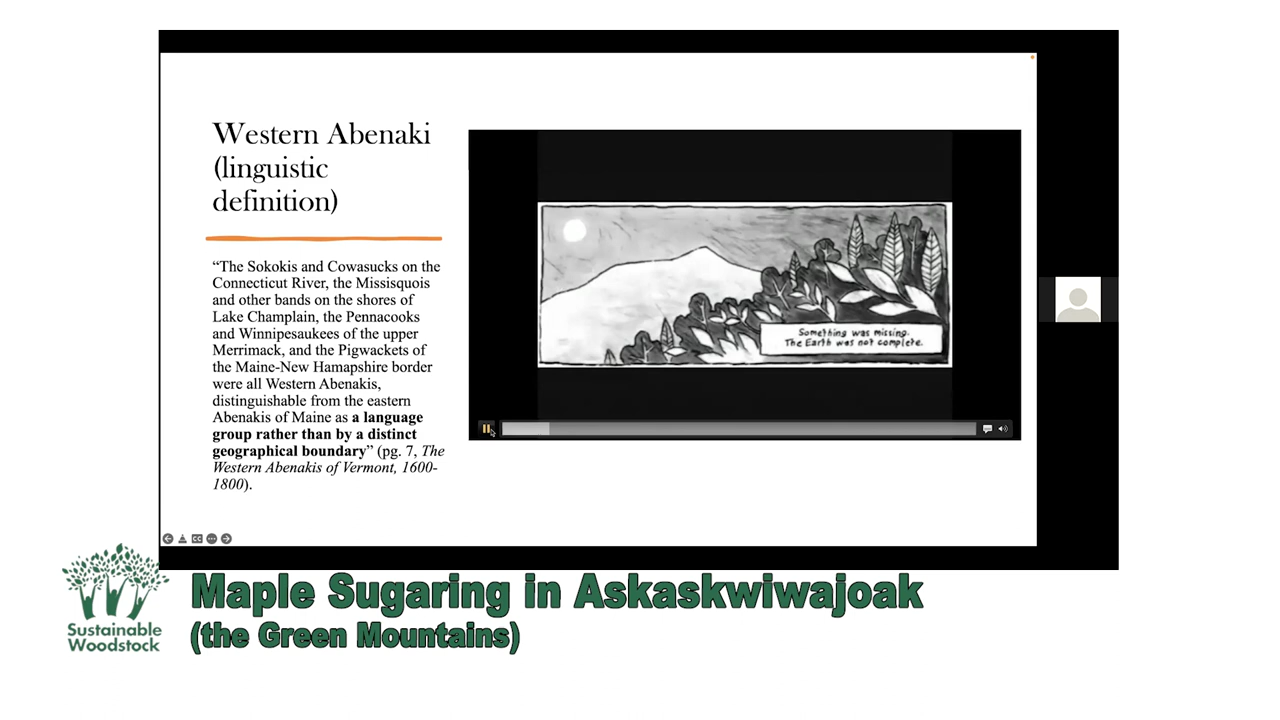 Western Abenaki
(linguistic
definition)
“The Sokokis and Cowasucks on the
Connecticut River, the Missisquois
and other bands on the shores of
Lake Champlain, the Pennacooks
and Winnipesaukees of the upper
Merrimack, and the Pigwackets of
the Maine-New Hamapshire border
were all Western Abenakis,
distinguishable from the eastern
Abenakis of Maine as a language
group rather than by a distinct
geographical boundary” (pg. 7, The
Western Abenakis of Vermont, 1600-
1800).
Something was missing.
The Earth was not complete.
CC
Sustainable
Woodstock
Maple Sugaring in Askaskwiwajoak
(the Green Mountains)